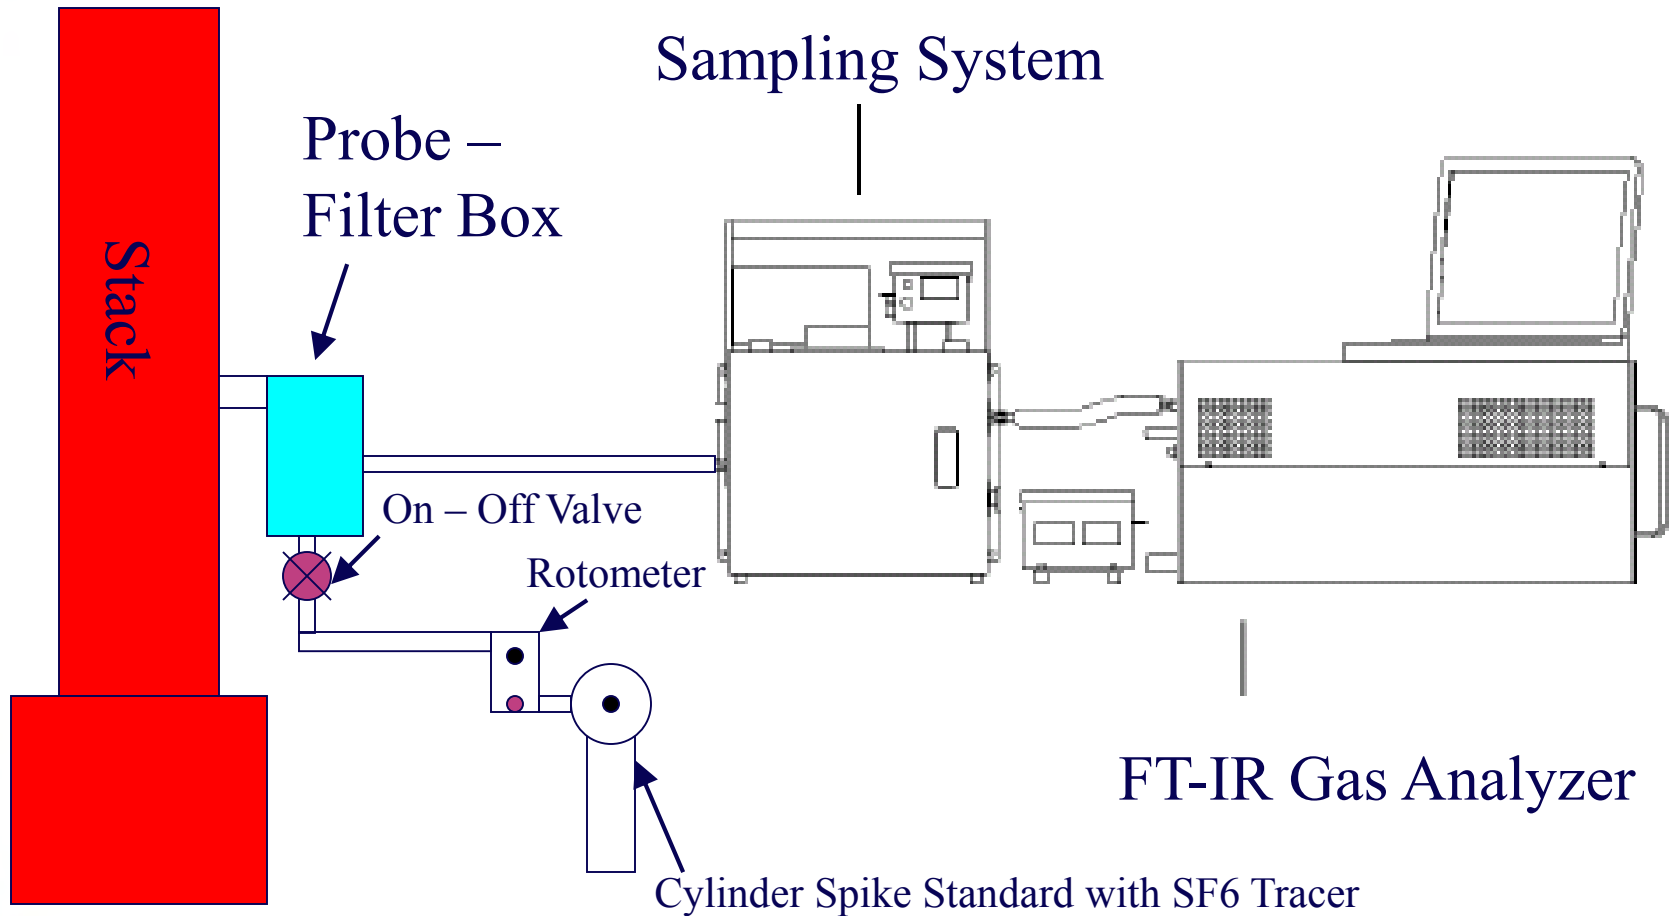 Sampling System
Probe –
Filter Box
Stack
On – Off Valve
Rotometer
FT-IR Gas Analyzer
Cylinder Spike Standard with SF6 Tracer